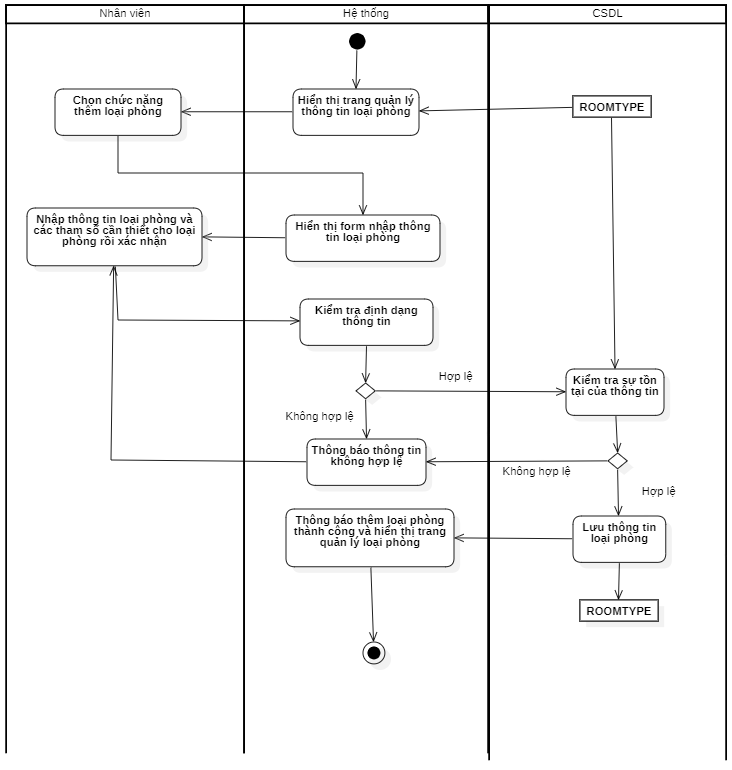 Nhân viên
Hệ thống
CSDL
Chọn chức năng
thêm loại phòng
Hiển thị trang quản lý
thông tin loại phòng
ROOMTYPE
Nhập thông tin loại phòng và
các tham số cần thiết cho loại
phòng rồi xác nhận
Hiển thị form nhập thông
tin loại phòng
Kiểm tra định dạng
thông tin
Hợp lệ
Kiểm tra sự tồn
tại của thông tin
Không hợp lệ
Thông báo thông tin
không hợp lệ
Không hợp lệ
Hợp lệ
Thông báo thêm loại phòng
thành công và hiển thị trang
quản lý loại phòng
Lưu thông tin
loại phòng
ROOMTYPE